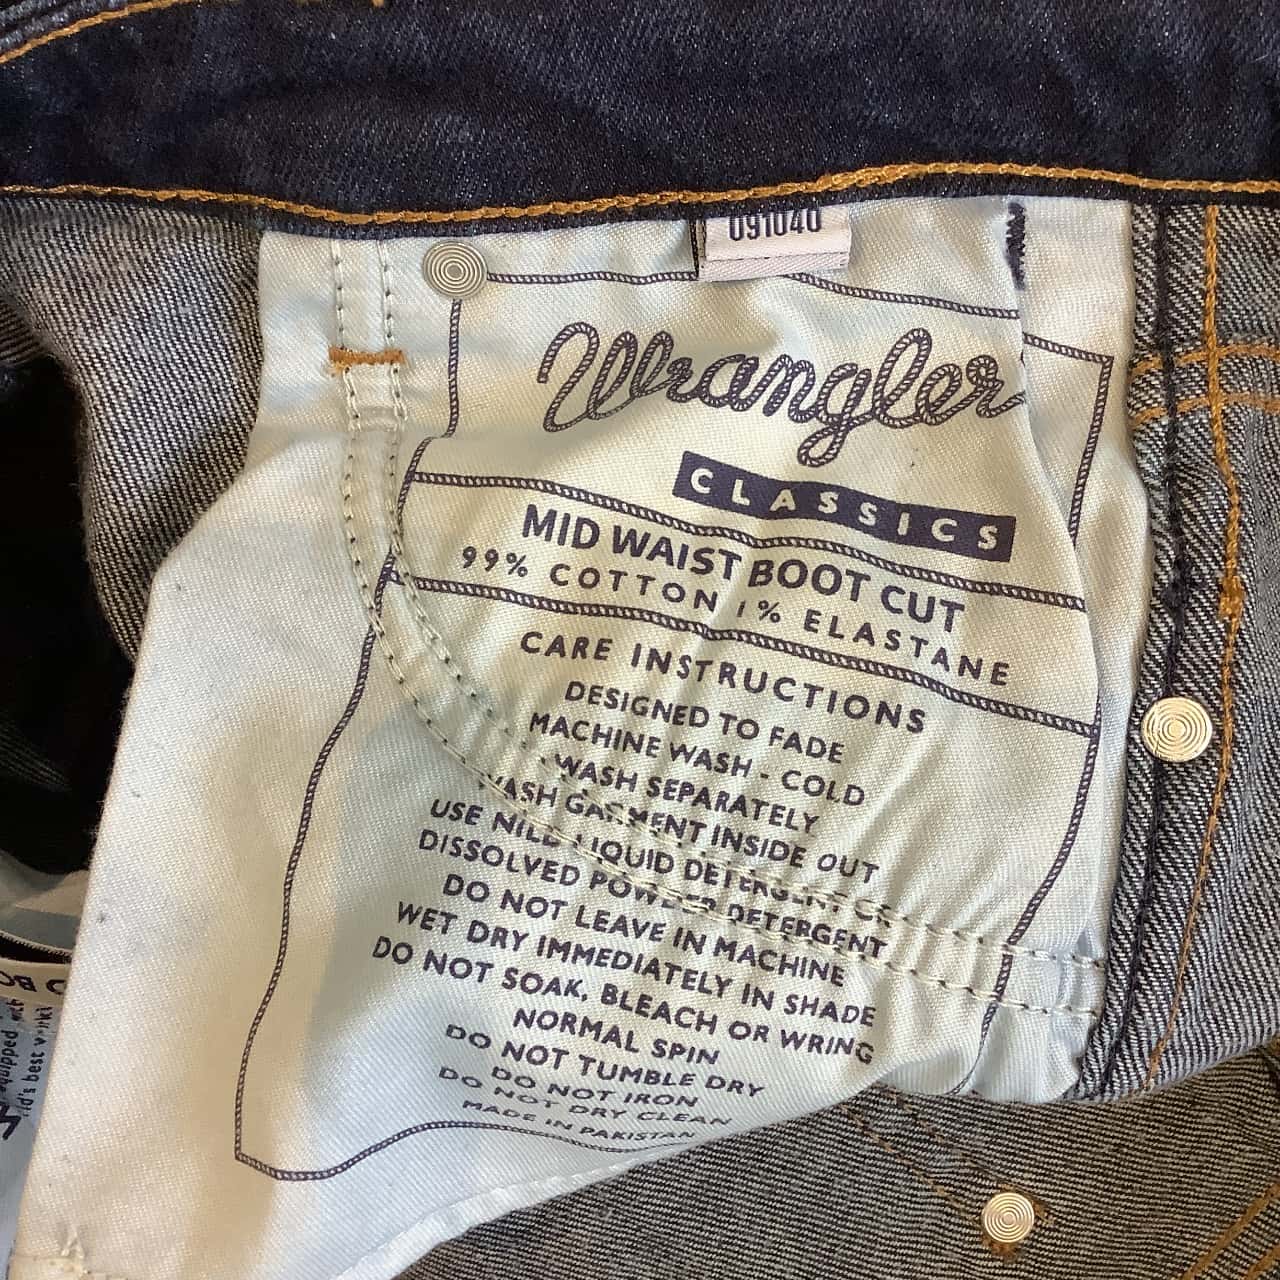 091040
Wrangler
CLASSICS
MID WAIST BOOT CUT
99% COTTON 1% ELASTANE
CARE INSTRUCTIONS
DESIGNED TO FADE
MACHINE WASH - COLD
WASH SEPARATELY
WASH GARMENT INSIDE OUT
USE MILD LIQUID DETERGENT OR
DISSOLVED POWDER DETERGENT
DO NOT LEAVE IN MACHINE
WET DRY IMMEDIATELY IN SHADE
DO NOT SOAK, BLEACH OR WRING
NORMAL SPIN
DO NOT TUMBLE DRY
DO NOT IRON
DO NOT DRY CLEAN
MADE IN PAKISTAN